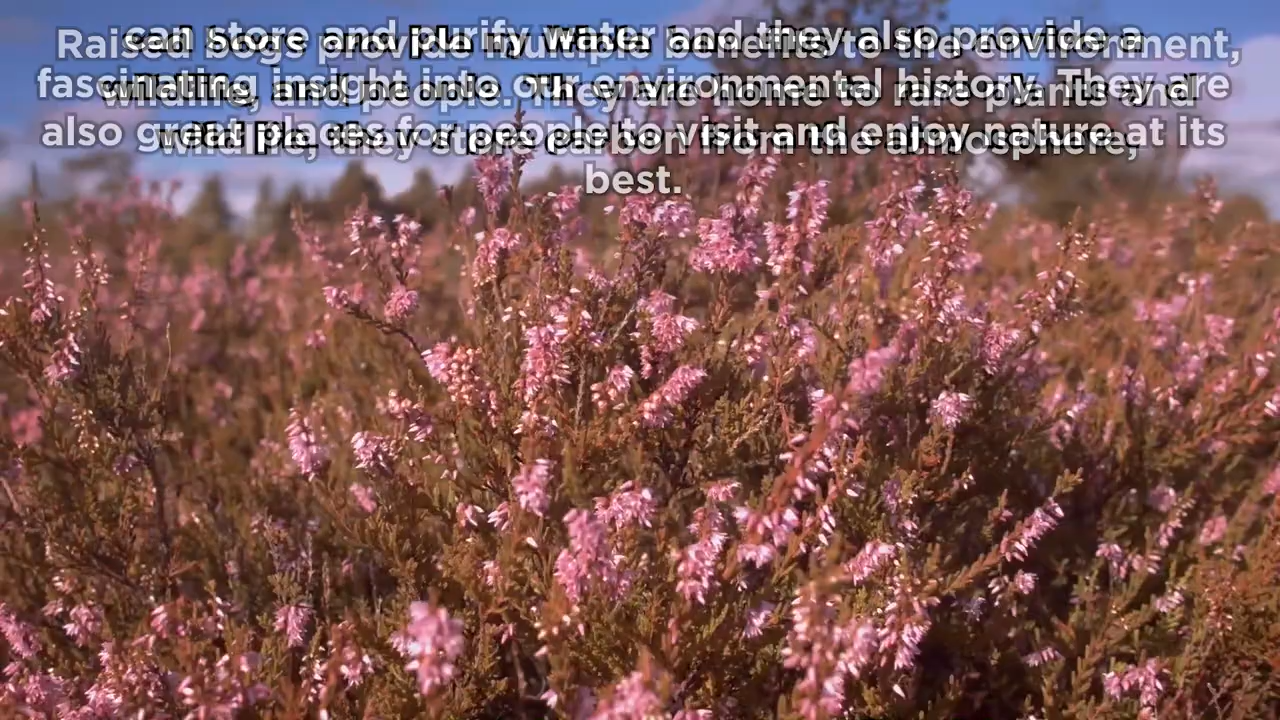 Raised bogs provide multiple benefits to the environment,
wildlife, and people. They are home to rare plants and
wildlife, they store carbon from the atmosphere,
can store and purify water and they also provide a
fascinating insight into our environmental history. They are
also great places for people to visit and enjoy nature at its
best.